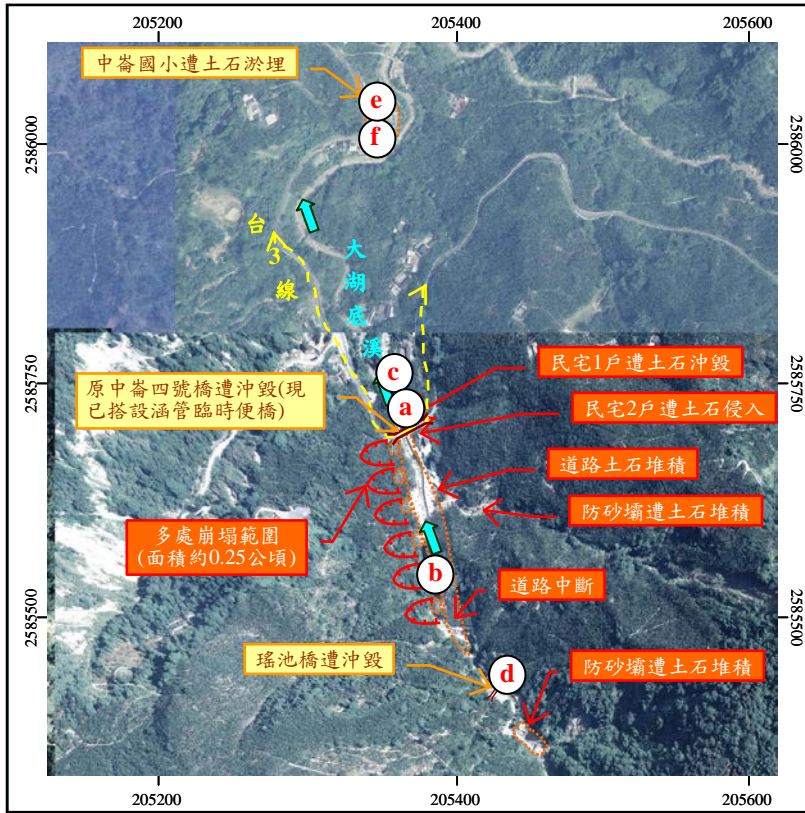 205200
205400
205600
中崙國小遭土石淤埋
e
f
2586000
2586000
台
3
線
大
湖
底
溪
c
2585750
2585750
民宅1戶遭土石沖毀
原中崙四號橋遭沖毀(現
已搭設涵管臨時便橋)
a
民宅2戶遭土石侵入
道路土石堆積
防砂壩遭土石堆積
多處崩塌範圍
(面積約0.25公頃)
b
道路中斷
2585500
2585500
瑤池橋遭沖毀
d
防砂壩遭土石堆積
205200
205400
205600